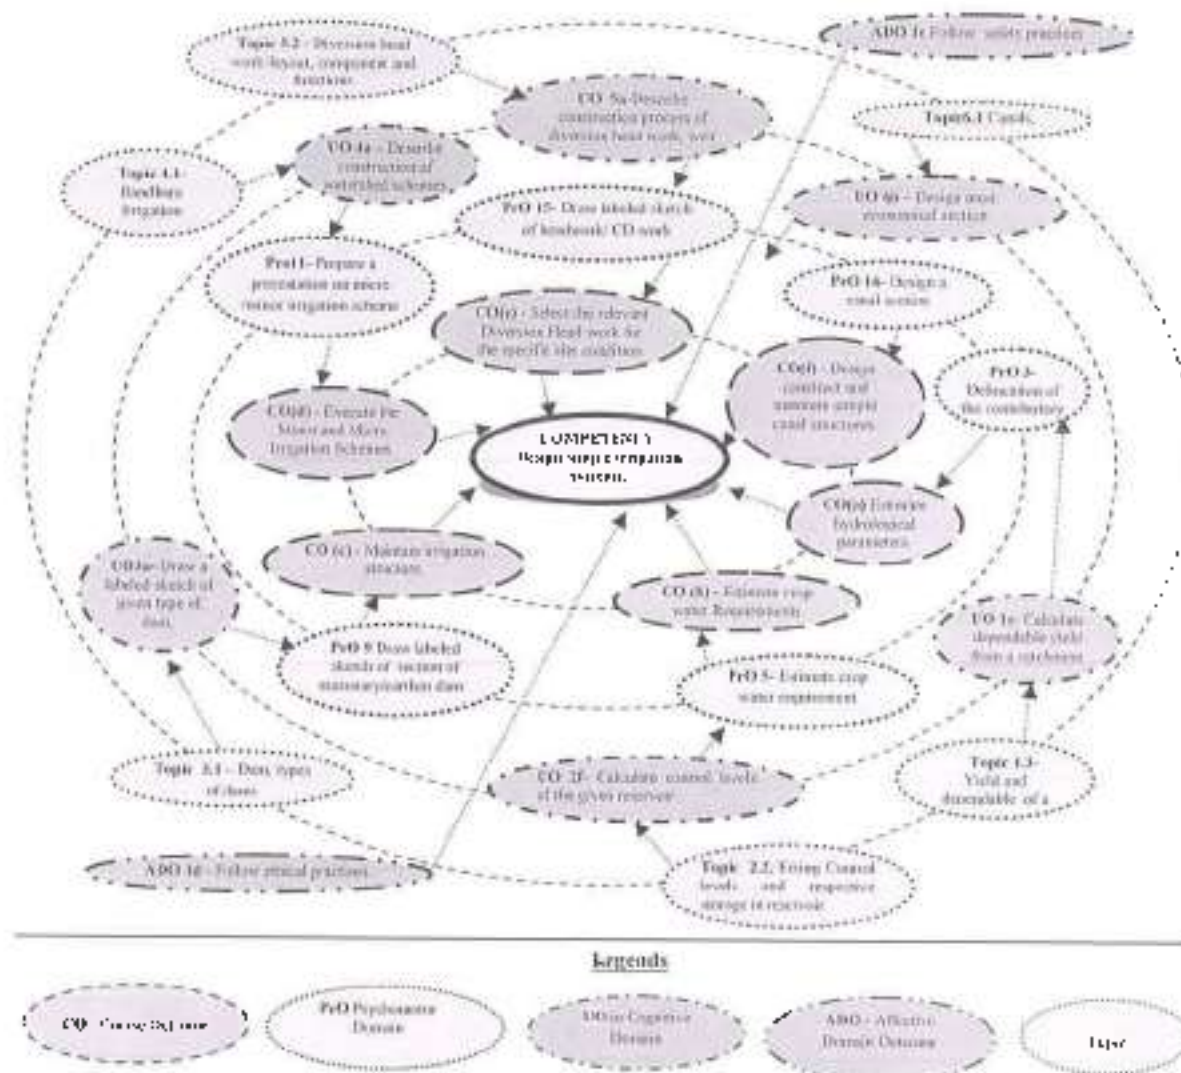 ADO 1c Follow safety practices
Topic 5.2 - Diversion head
work-layout, component and
functions
CO 5a-Describe
construction process of
diversion head work, weir
Topic6.1 Canals,
UO 4a - Describe
construction of
watershed schemes
Topic 4.1-
Bandhara
Irrigation
UO 6b - Design most
economical section
PrO 15- Draw labeled sketch
of headwork/ CD work
Pro11- Prepare a
presentation on micro
minor irrigation scheme
PrO 16- Design a
canal section
CO(e) - Select the relevant
Diversion Head work for
the specific site condition
CO(f) - Design
construct and
maintain simple
canal structures
PrO 3-
Delineation of
the contributory
CO(d) - Execute the
Minor and Micro
Irrigation Schemes
COMPETENCY
irrigation
CO(a) Estimate
hydrological
parameters
CO (c) - Maintain irrigation
structure
Draw a
labeled sketch of
given type of
dam
CO (b) - Estimate crop
water Requirements
UO 1e- Calculate
dependable yield
from a catchment
PrO 9 Draw labeled
sketch of section of
masonary/earthen dam
PrO 5- Estimate crop
water requirement
Topic 3.1 - Dam, types
of dams
CO 2f- Calculate control levels
of the given reservoir
Topic 1.3-
Yield and
dependable of a
ADO 1d - Follow ethical practices
Topic 2.2, Fixing Control
levels and respective
storage in reservoir
Legends
CO - Course Outcome
PrO Psychomotor
Domain
UO in Cognitive
Domain
ADO - Affective
Domain Outcome
Topic